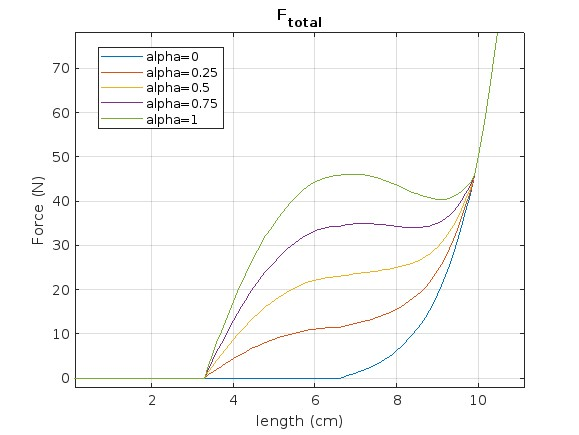 F_total
alpha=0
alpha=0.25
alpha=0.5
alpha=0.75
alpha=1
70
60
50
40
30
20
10
0
Force (N)
2 4 6 8 10
length (cm)